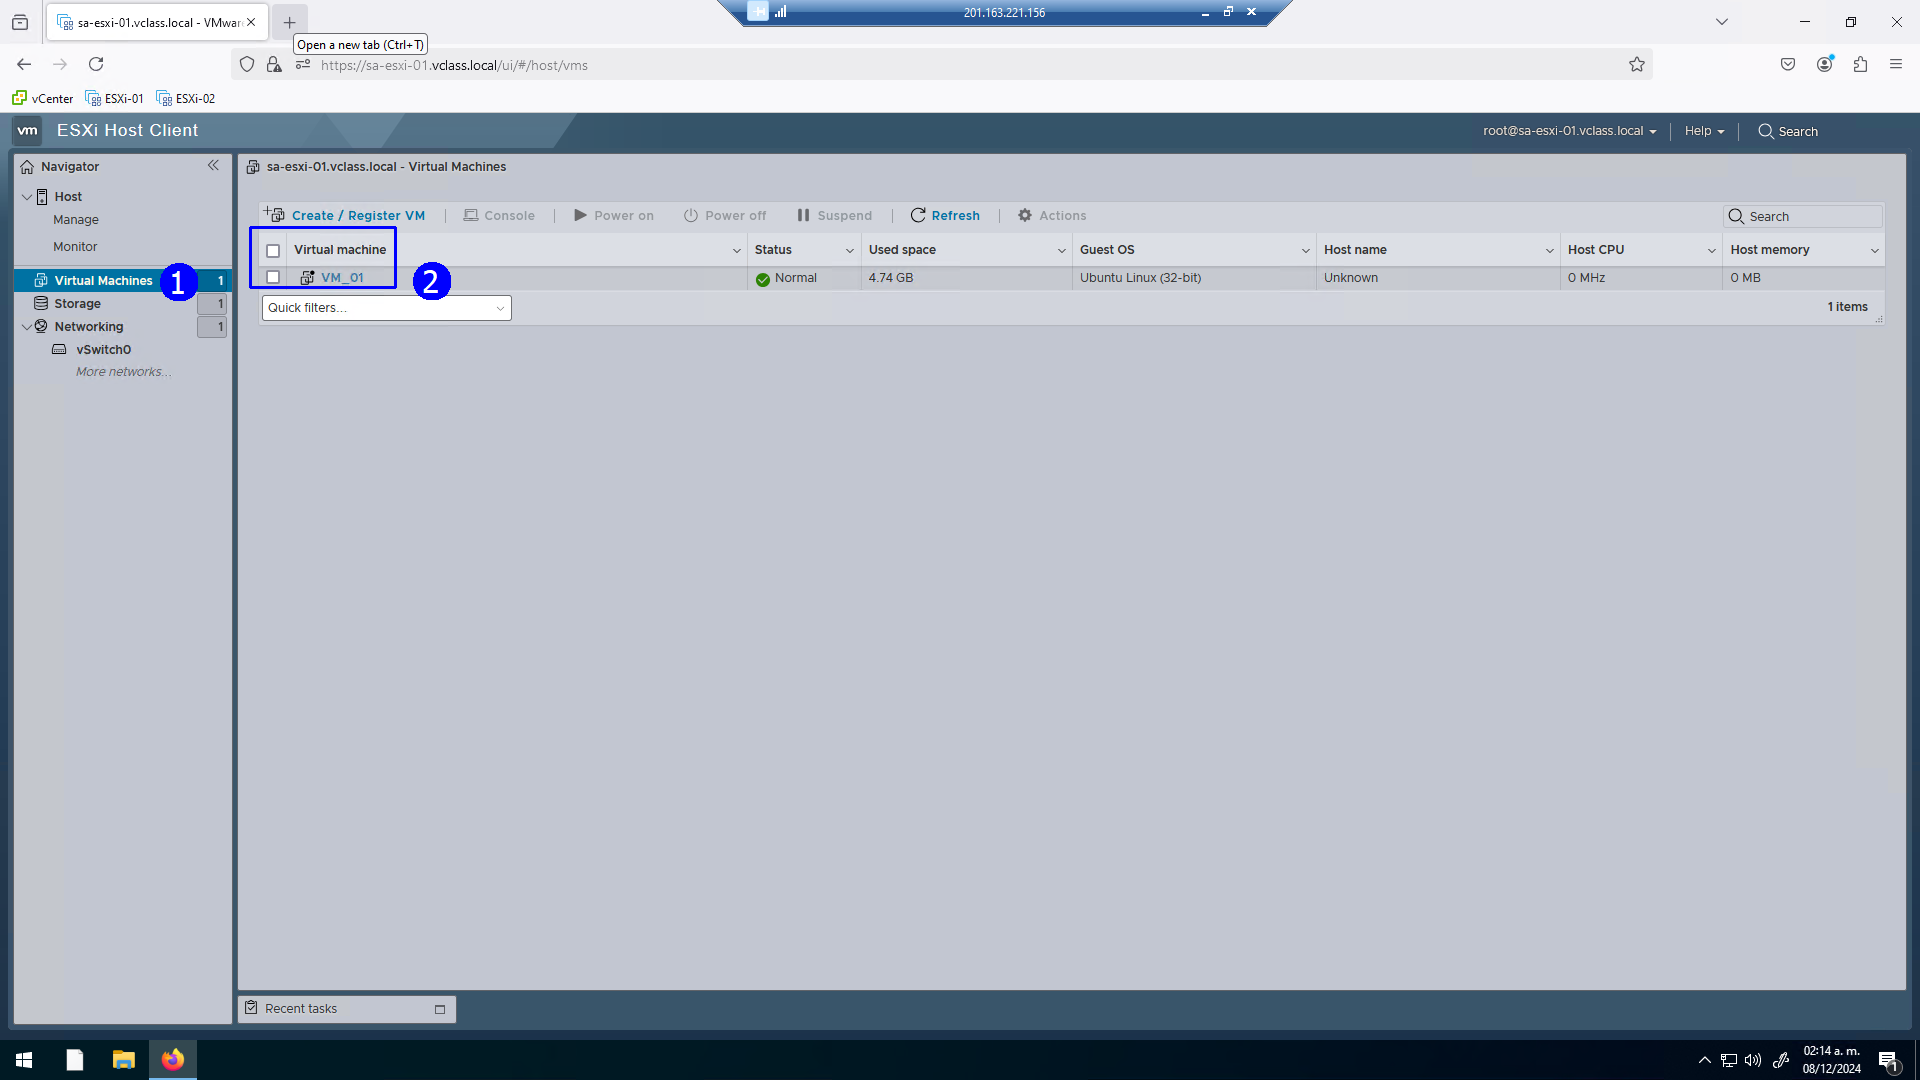 sa-esxi-01.vclass.local - VMwar
201.163.221.156
Open a new tab (Ctrl+T)
https://sa-esxi-01.vclass.local/ui/#/host/vms
vCenter ESXi-01 ESXi-02
vm ESXi Host Client
root@sa-esxi-01.vclass.local Help Search
Navigator
Host
Manage
Monitor
Virtual Machines 1 1
Storage 1
Networking 1
vSwitch0
More networks...
sa-esxi-01.vclass.local - Virtual Machines
Create / Register VM Console Power on Power off Suspend Refresh Actions Search
Virtual machine Status Used space Guest OS Host name Host CPU Host memory
VM_01 2 Normal 4.74 GB Ubuntu Linux (32-bit) Unknown 0 MHz 0 MB
Quick filters... 1 items
Recent tasks
02:14 a. m.
08/12/2024
1